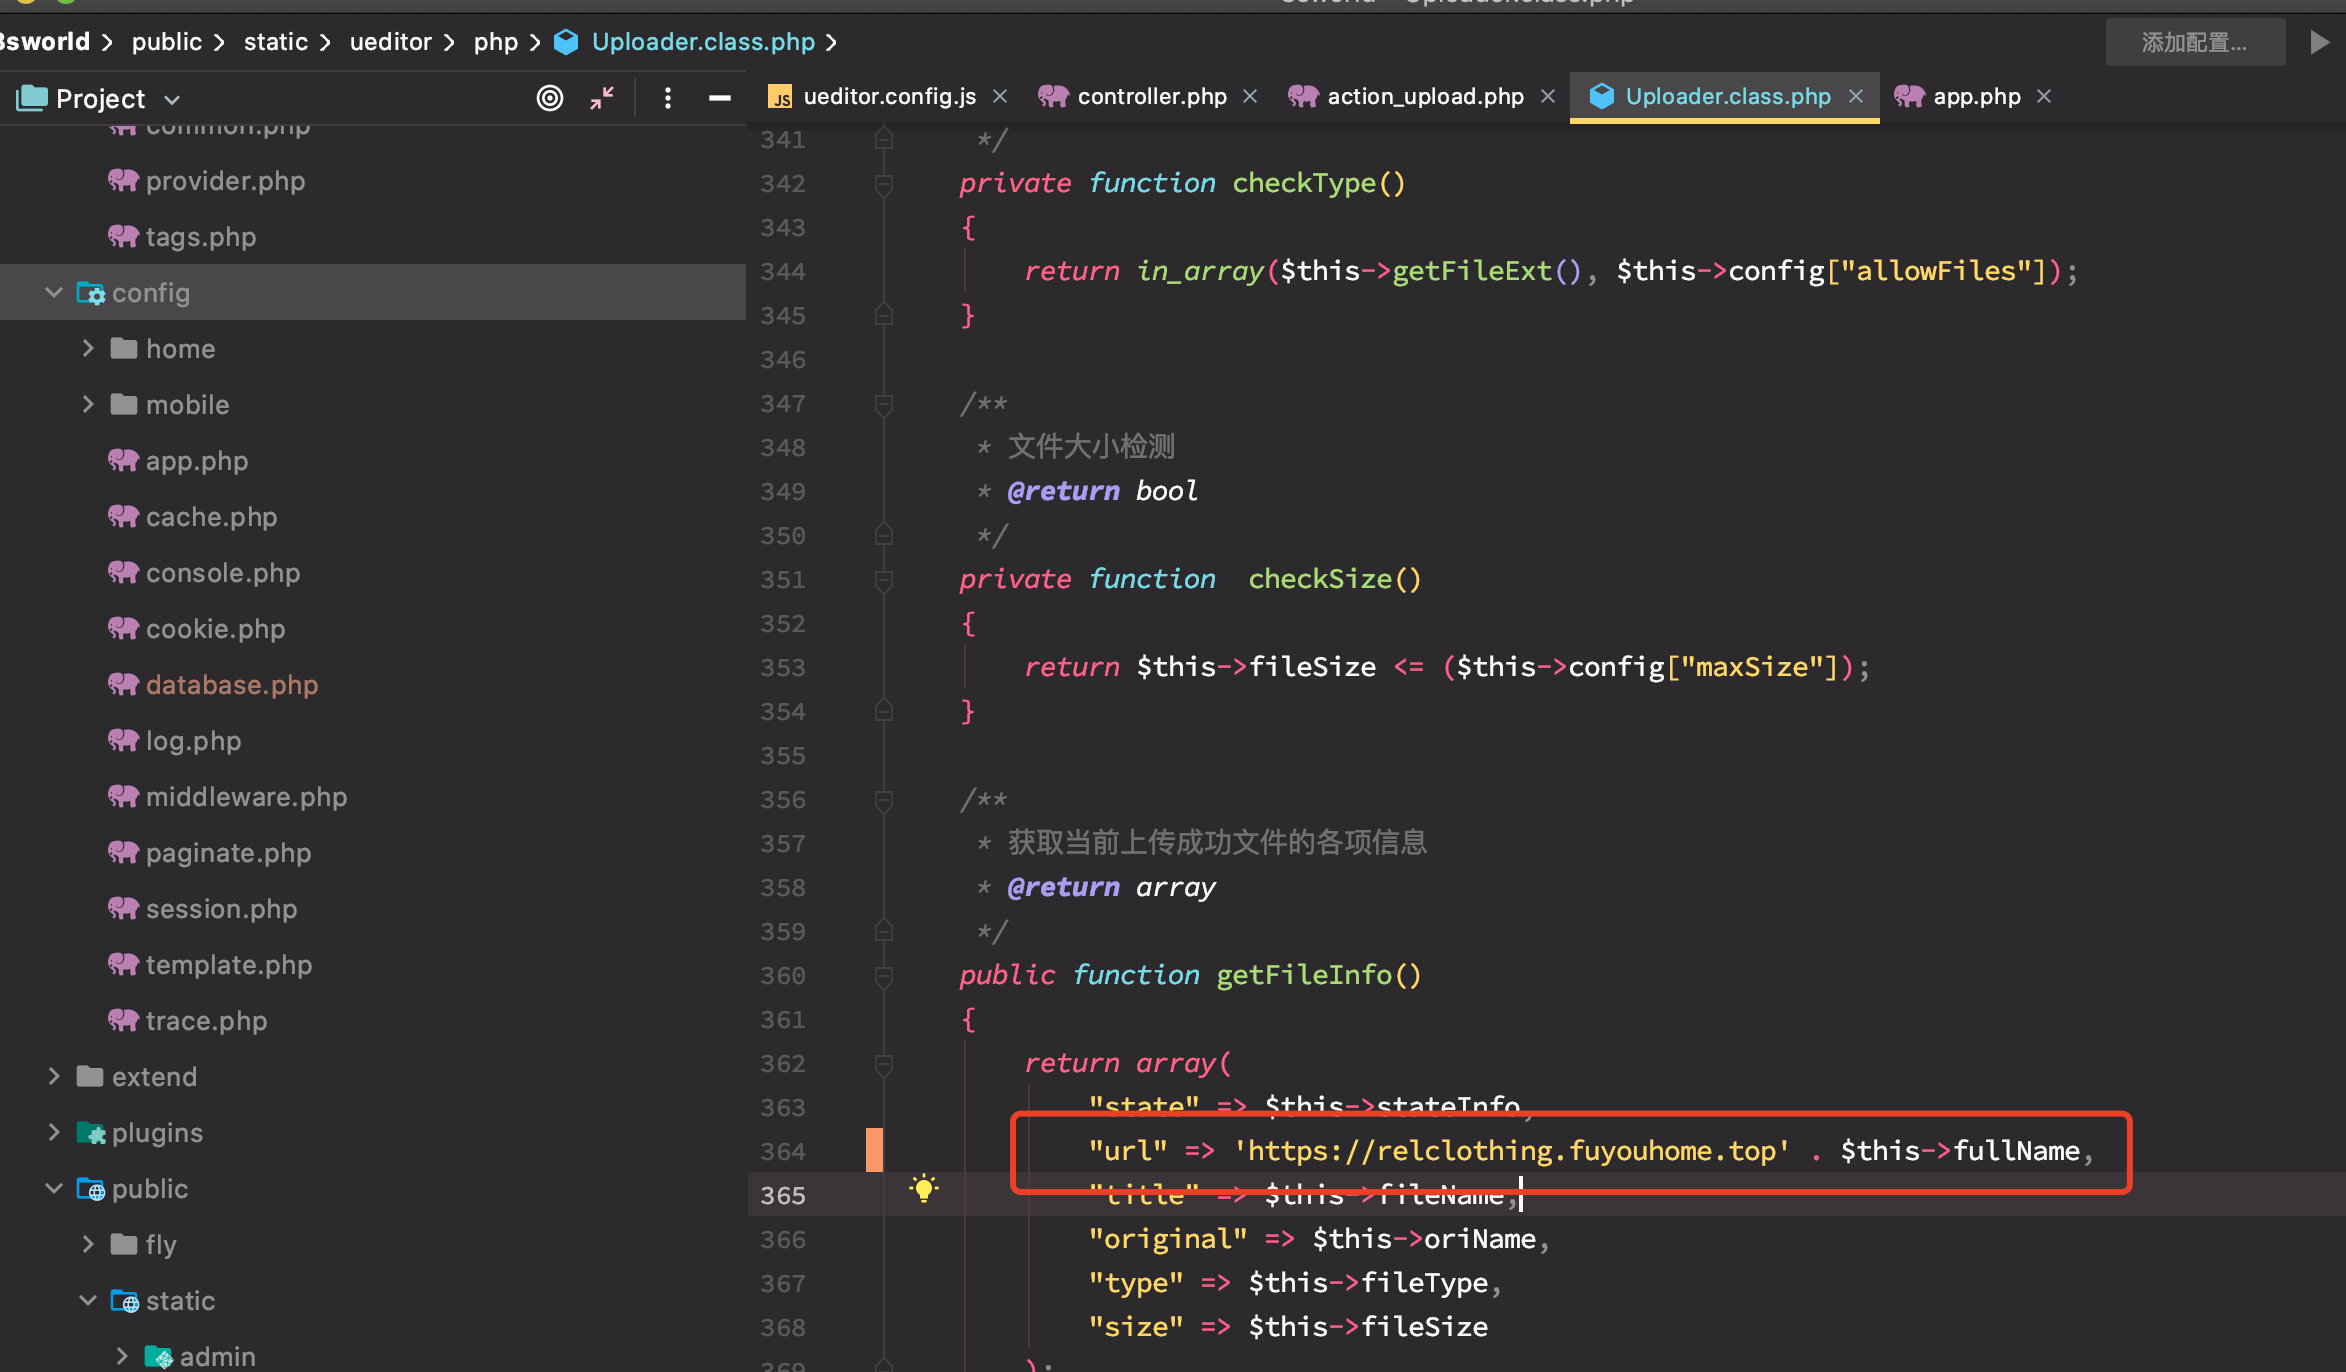 sworld > public > static > ueditor > php > Uploader.class.php >
添加配置...
Project
ueditor.config.js
controller.php
action_upload.php
Uploader.class.php
app.php
common.php
provider.php
tags.php
config
home
mobile
app.php
cache.php
console.php
cookie.php
database.php
log.php
middleware.php
paginate.php
session.php
template.php
trace.php
extend
plugins
public
fly
static
admin
341 */
342 private function checkType()
343 {
344 return in_array($this->getFileExt(), $this->config["allowFiles"]);
345 }
346
347 /**
348 * 文件大小检测
349 * @return bool
350 */
351 private function  checkSize()
352 {
353 return $this->fileSize <= ($this->config["maxSize"]);
354 }
355
356 /**
357 * 获取当前上传成功文件的各项信息
358 * @return array
359 */
360 public function getFileInfo()
361 {
362 return array(
363 "state" => $this->stateInfo,
364 "url" => 'https://relclothing.fuyouhome.top' . $this->fullName,
365 "title" => $this->fileName,
366 "original" => $this->oriName,
367 "type" => $this->fileType,
368 "size" => $this->fileSize
369 );